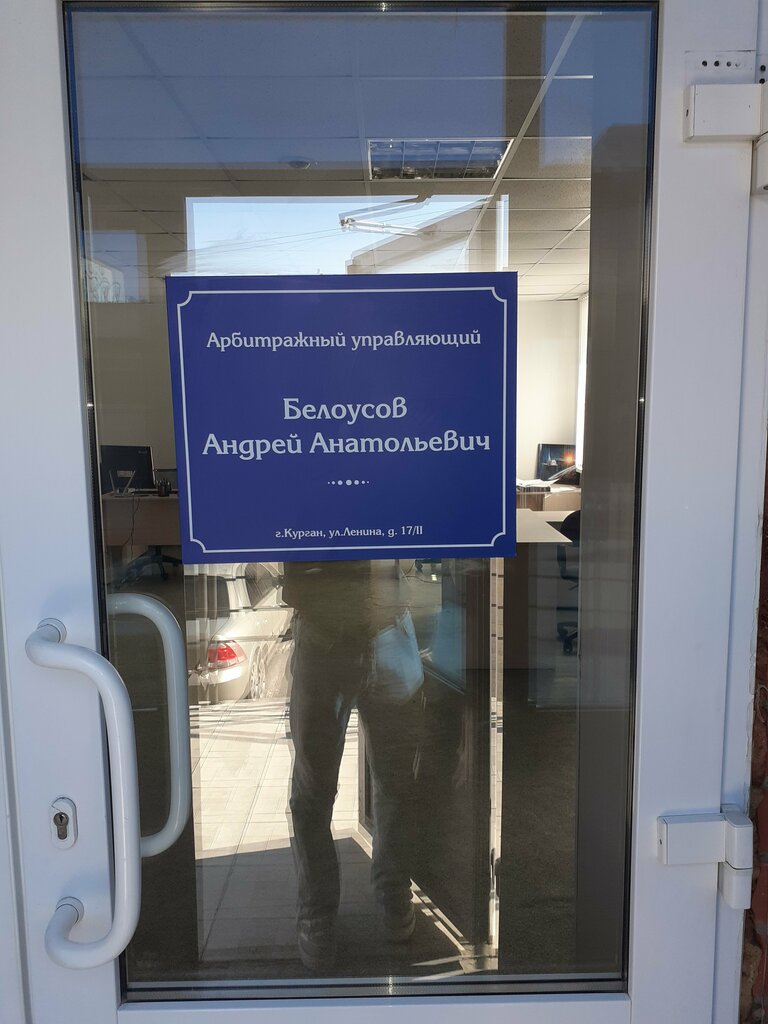 Арбитражный управляющий
Белоусов
Андрей Анатольевич
г.Курган, ул.Ленина, д. 17/II